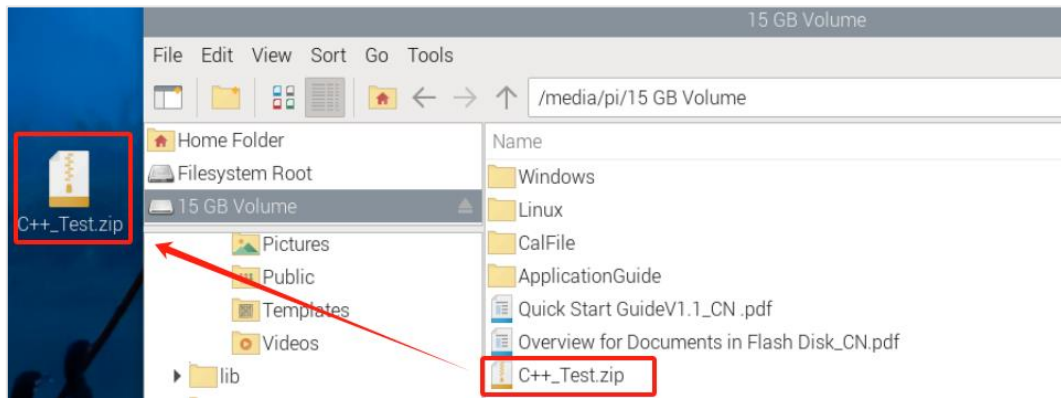 15 GB Volume
File Edit View Sort Go Tools
/media/pi/15 GB Volume
C++_Test.zip
Home Folder
Filesystem Root
15 GB Volume
Pictures
Public
Templates
Videos
lib
Name
Windows
Linux
CalFile
ApplicationGuide
Quick Start GuideV1.1_CN .pdf
Overview for Documents in Flash Disk_CN.pdf
C++_Test.zip